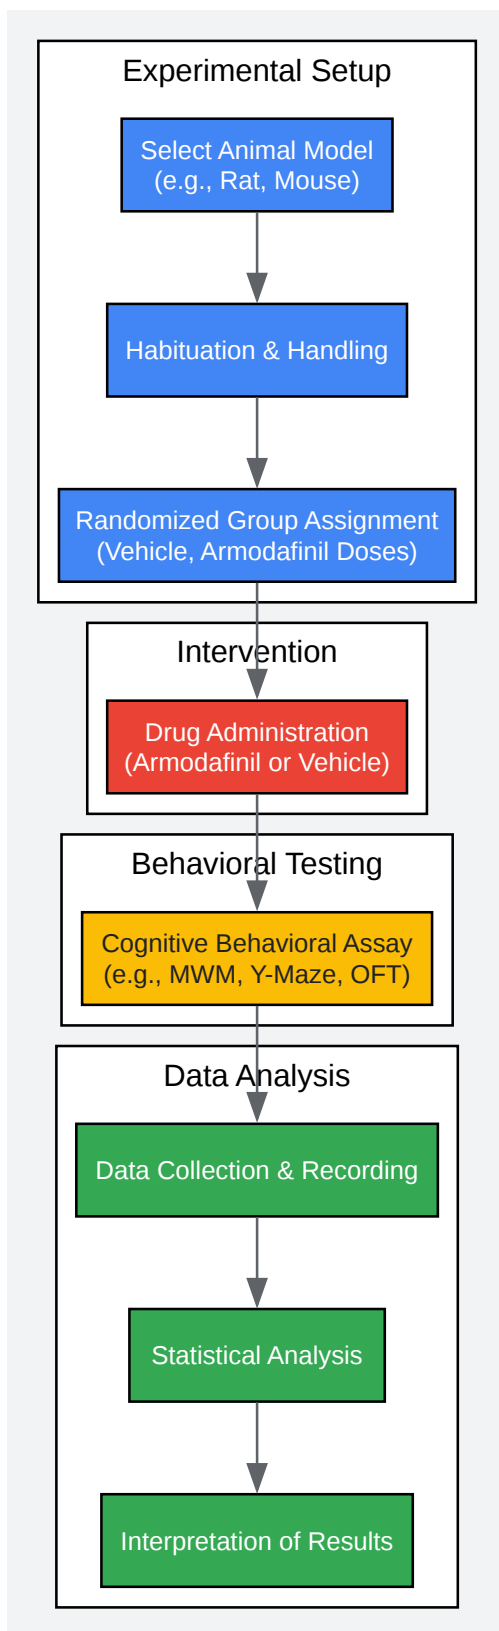 Experimental Setup
Select Animal Model
(e.g., Rat, Mouse)
Habituation & Handling
Randomized Group Assignment
(Vehicle, Armodafinil Doses)
Intervention
Drug Administration
(Armodafinil or Vehicle)
Behavioral Testing
Cognitive Behavioral Assay
(e.g., MWM, Y-Maze, OFT)
Data Analysis
Data Collection & Recording
Statistical Analysis
Interpretation of Results